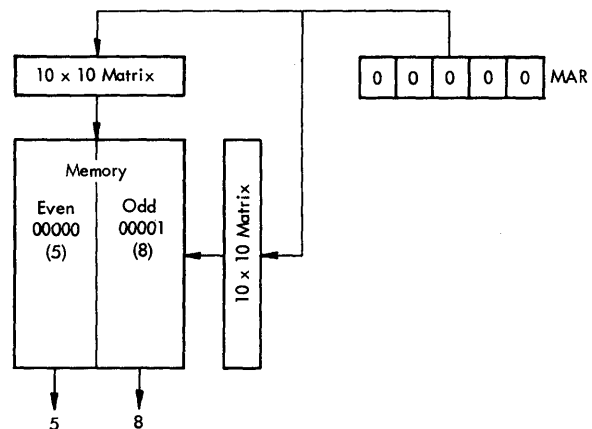 10 x 10 Matrix
0 0 0 0 0 MAR
Memory
Even Odd
00000 00001
(5) (8)
10 x 10 Matrix
5 8